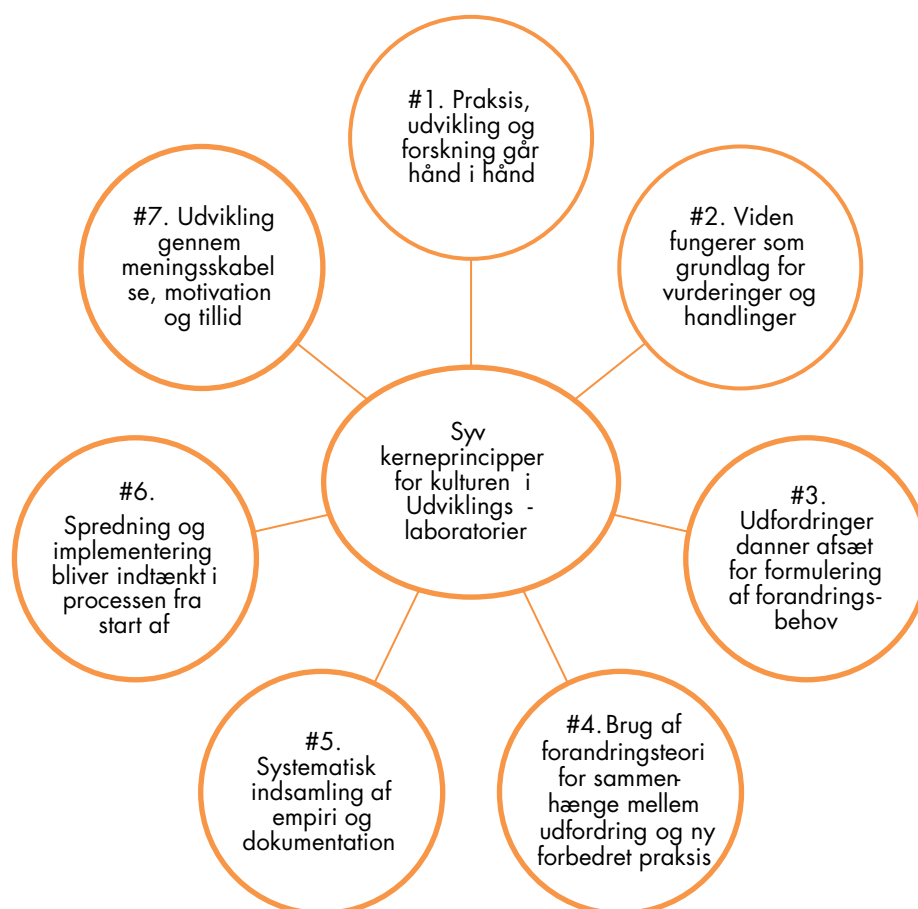 #1. Praksis,
udvikling og
forskning går
hånd i hånd
#2. Viden
fungerer som
grundlag for
vurderinger og
handlinger
#3.
Udfordringer
danner afsæt
for formulering
af forandrings-
behov
#4. Brug af
forandringsteori
for sammen-
hænge mellem
udfordring og ny
forbedret praksis
#5.
Systematisk
indsamling af
empiri og
dokumentation
#6.
Spredning og
implementering
bliver indtænkt i
processen fra
start af
#7. Udvikling
gennem
meningsskabel
se, motivation
og tillid
Syv
kerneprincipper
for kulturen i
Udviklings -
laboratorier